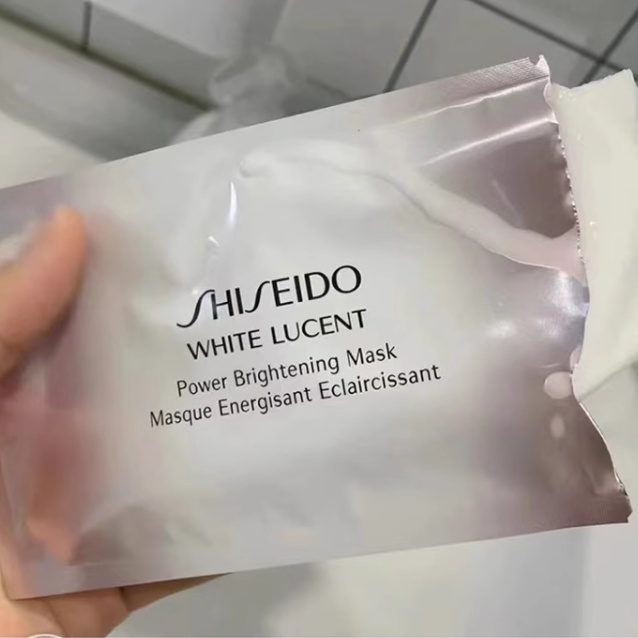 SHISEIDO
WHITE LUCENT
Power Brightening Mask
Masque Energisant Eclaircissant